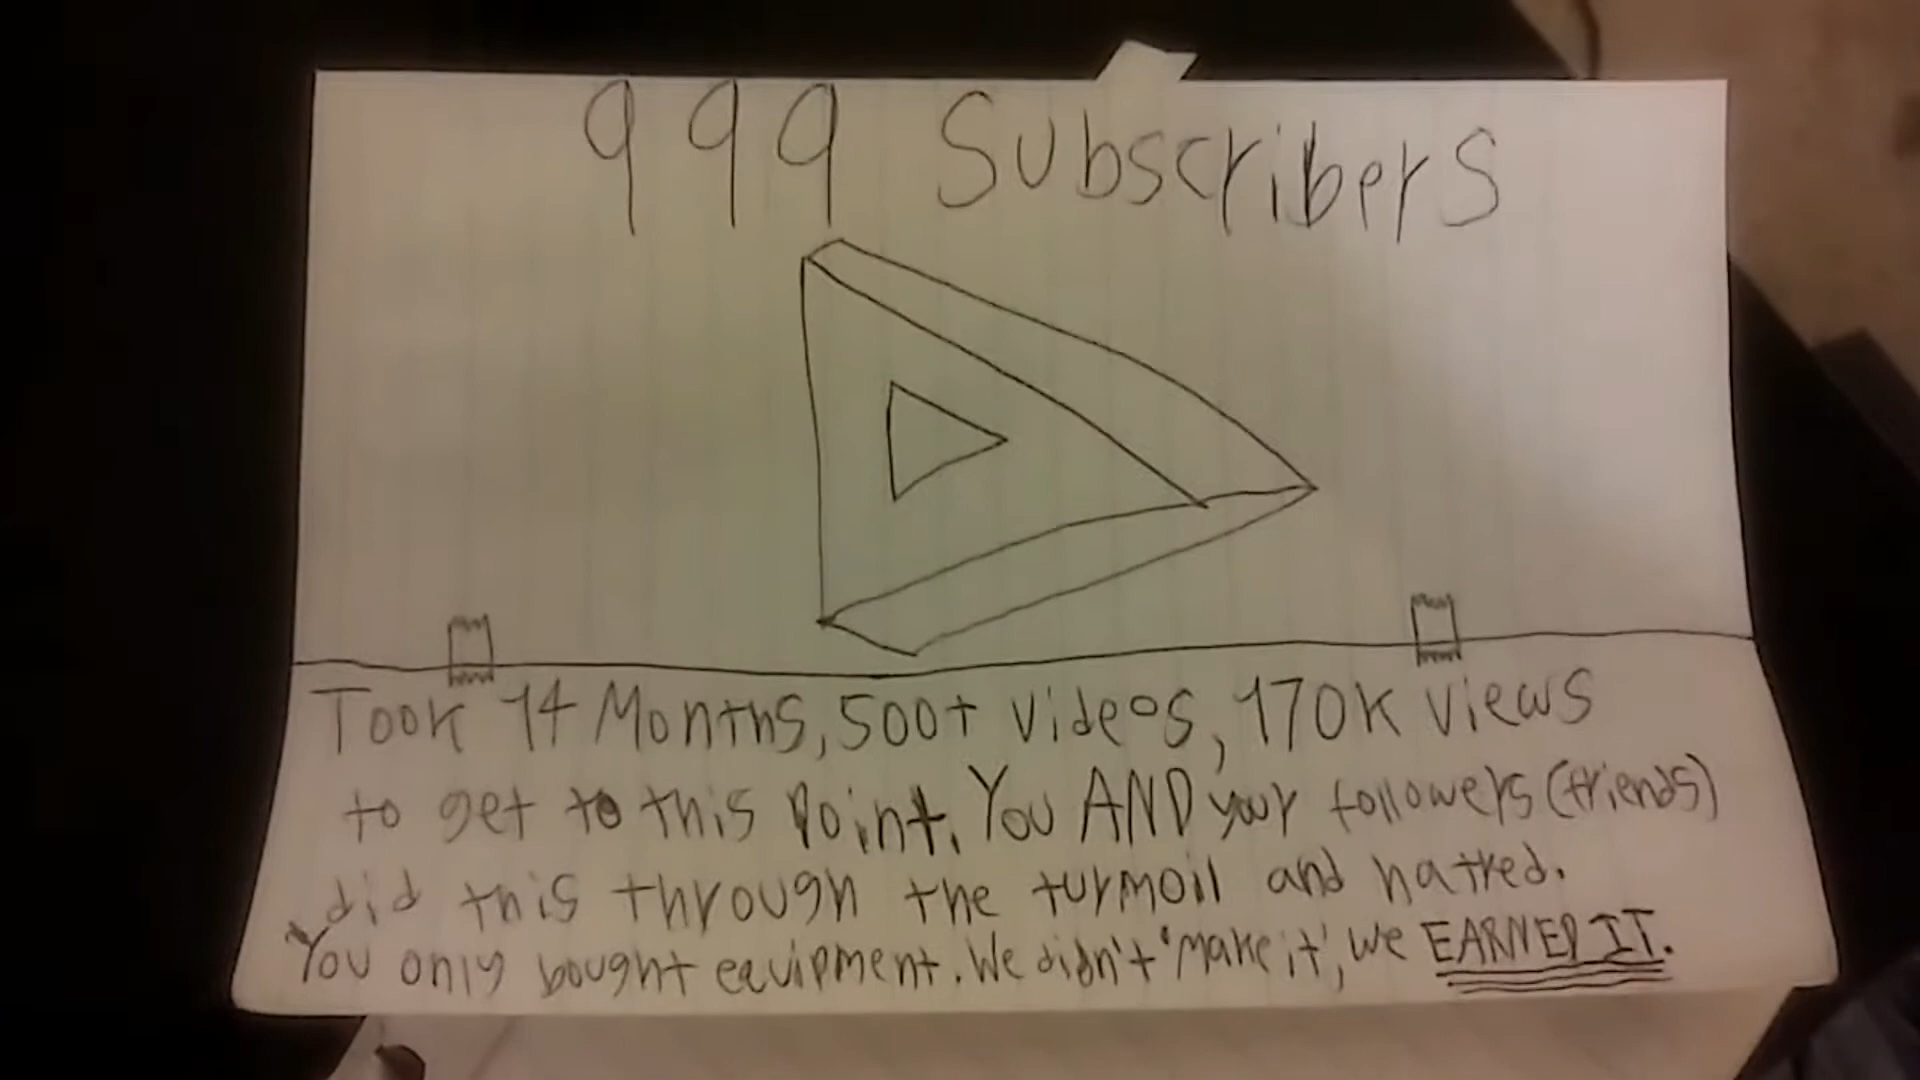 999 Subscribers
Took 14 Months, 500+ videos, 170K views
to get to this point. You AND your followers (friends)
did this through the turmoil and hatred.
You only bought equipment. We didn't 'make it', we EARNED IT.